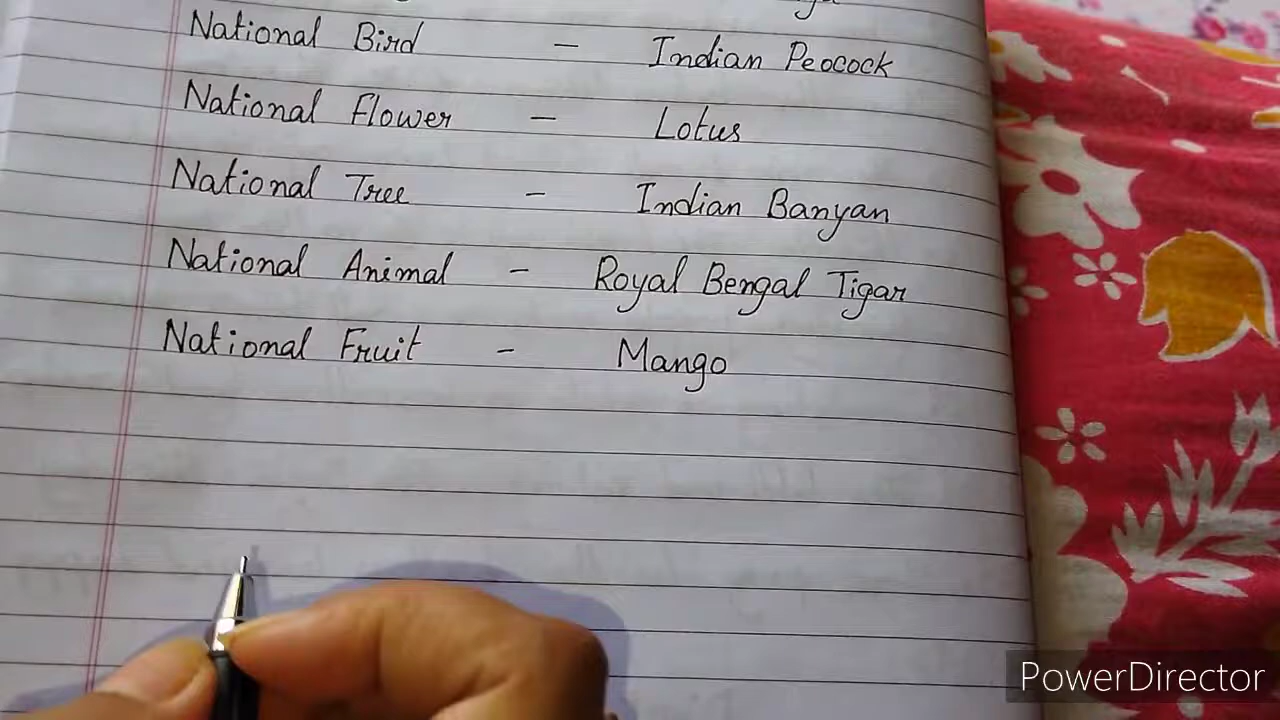 National Bird - Indian Peocock
National Flower - Lotus
National Tree - Indian Banyan
National Animal - Royal Bengal Tigar
National Fruit - Mango
PowerDirector